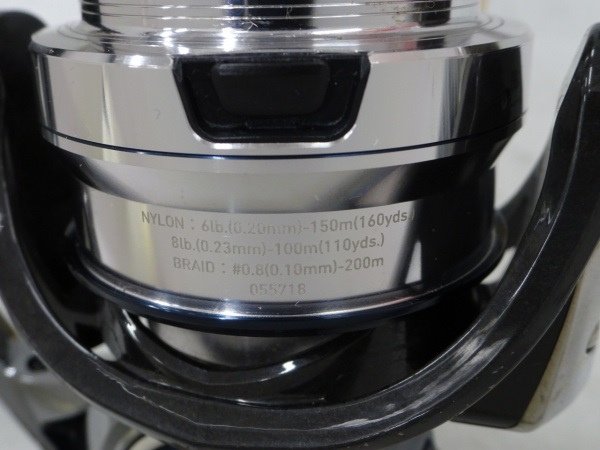 NYLON : 6lb.(0.20mm)-150m(160yds.)
8lb.(0.23mm)-100m(110yds.)
BRAID : #0.8(0.10mm)-200m
055718